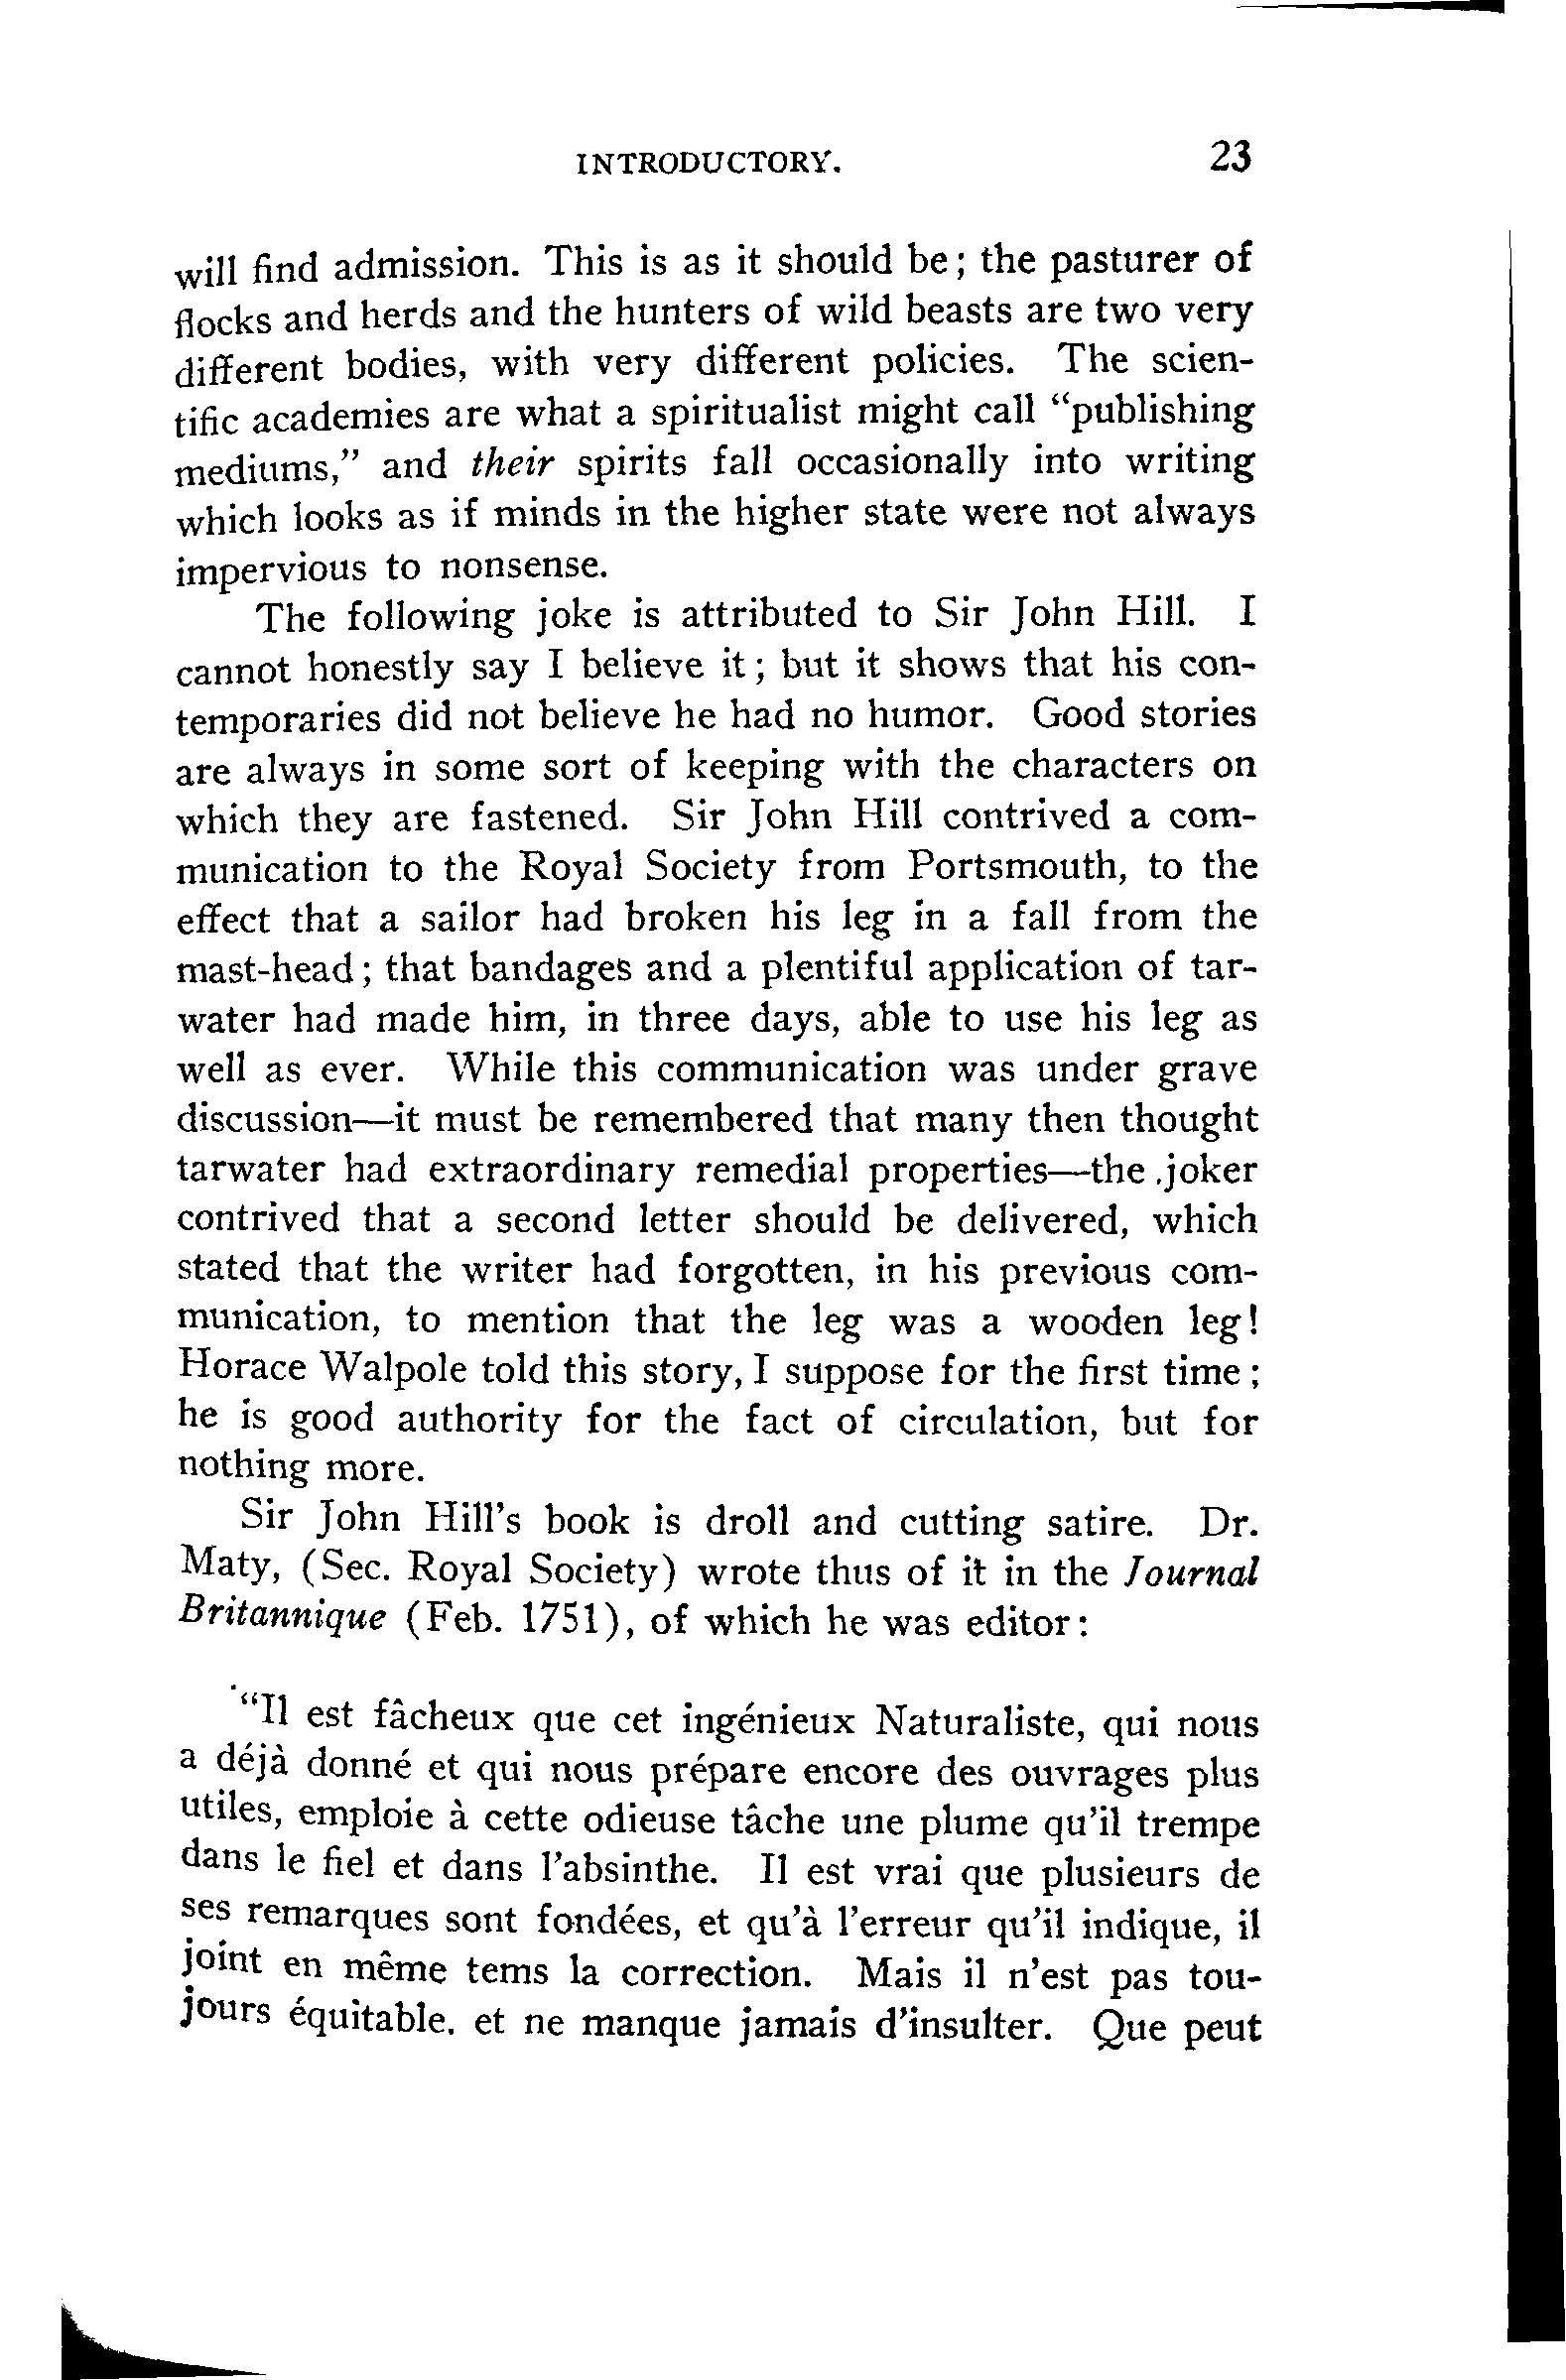 INTRODUCTORY. 23
will find admission. This is as it should be; the pasturer of
flocks and herds and the hunters of wild beasts are two very
different bodies, with very different policies. The scien-
tific academies are what a spiritualist might call “publishing
mediums,” and their spirits fall occasionally into writing
which looks as if minds in the higher state were not always
impervious to nonsense.
The following joke is attributed to Sir John Hill. I
cannot honestly say I believe it; but it shows that his con-
temporaries did not believe he had no humor. Good stories
are always in some sort of keeping with the characters on
which they are fastened. Sir John Hill contrived a com-
munication to the Royal Society from Portsmouth, to the
effect that a sailor had broken his leg in a fall from the
mast-head; that bandages and a plentiful application of tar-
water had made him, in three days, able to use his leg as
well as ever. While this communication was under grave
discussion—it must be remembered that many then thought
tarwater had extraordinary remedial properties—the joker
contrived that a second letter should be delivered, which
stated that the writer had forgotten, in his previous com-
munication, to mention that the leg was a wooden leg!
Horace Walpole told this story, I suppose for the first time;
he is good authority for the fact of circulation, but for
nothing more.
Sir John Hill’s book is droll and cutting satire. Dr.
Maty, (Sec. Royal Society) wrote thus of it in the Journal
Britannique (Feb. 1751), of which he was editor:
“Il est fâcheux que cet ingénieux Naturaliste, qui nous
a déjà donné et qui nous prépare encore des ouvrages plus
utiles, emploie à cette odieuse tâche une plume qu’il trempe
dans le fiel et dans l’absinthe. Il est vrai que plusieurs de
ses remarques sont fondées, et qu’à l’erreur qu’il indique, il
joint en même tems la correction. Mais il n’est pas tou-
jours équitable, et ne manque jamais d’insulter. Que peut